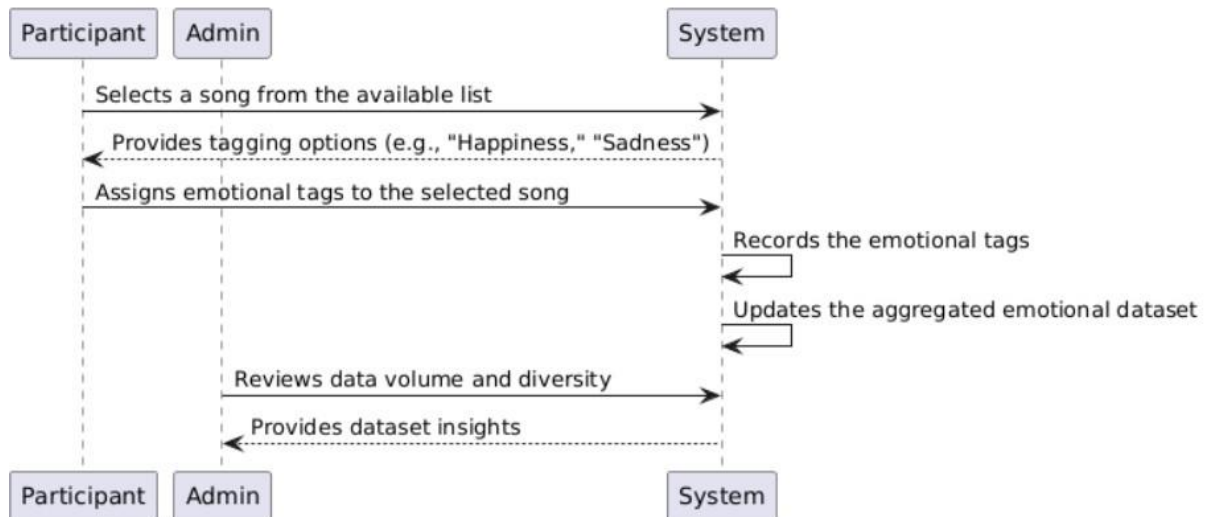 Participant
Admin
System
Selects a song from the available list
Provides tagging options (e.g., "Happiness," "Sadness")
Assigns emotional tags to the selected song
Records the emotional tags
Updates the aggregated emotional dataset
Reviews data volume and diversity
Provides dataset insights
Participant
Admin
System